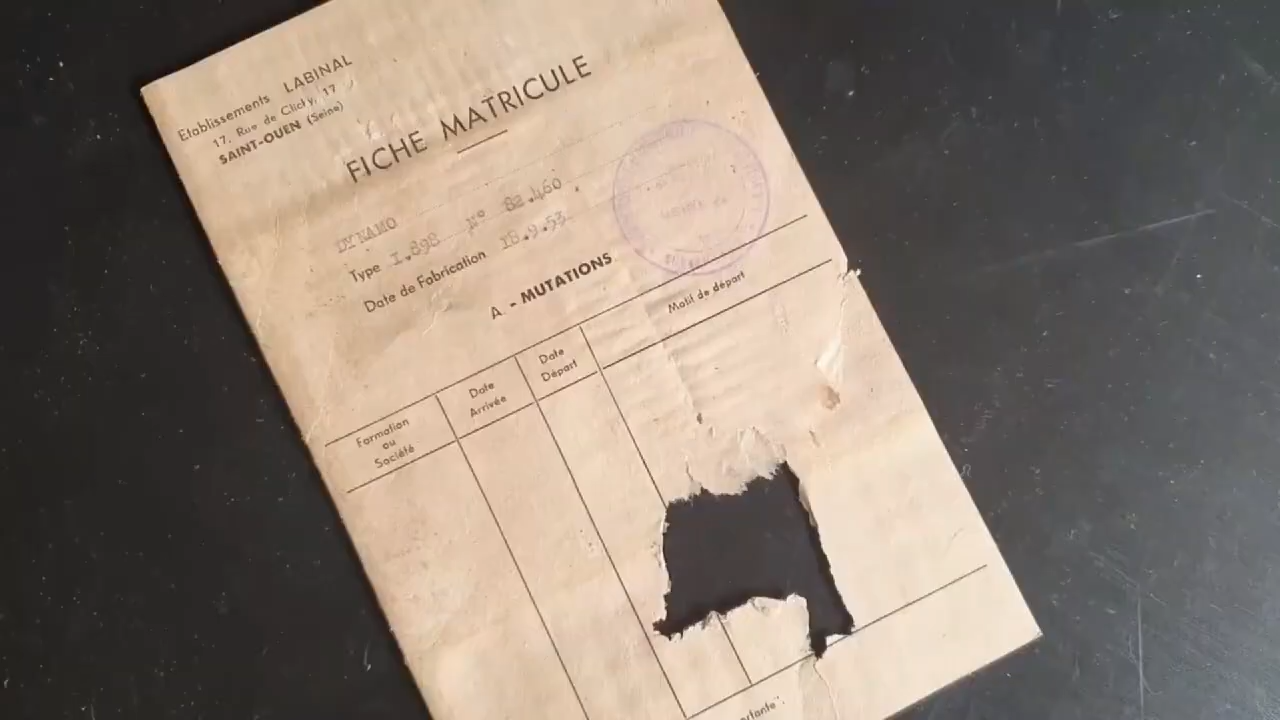 Etablissements LABINAL
17, Rue de Clichy, 17
SAINT-OUEN (Seine)
FICHE MATRICULE
DYNAMO
Type I.898 N° 82.460
Date de Fabrication 18.9.53
A. - MUTATIONS
Formation
ou
Société
Date
Arrivée
Date
Départ
Motif de départ